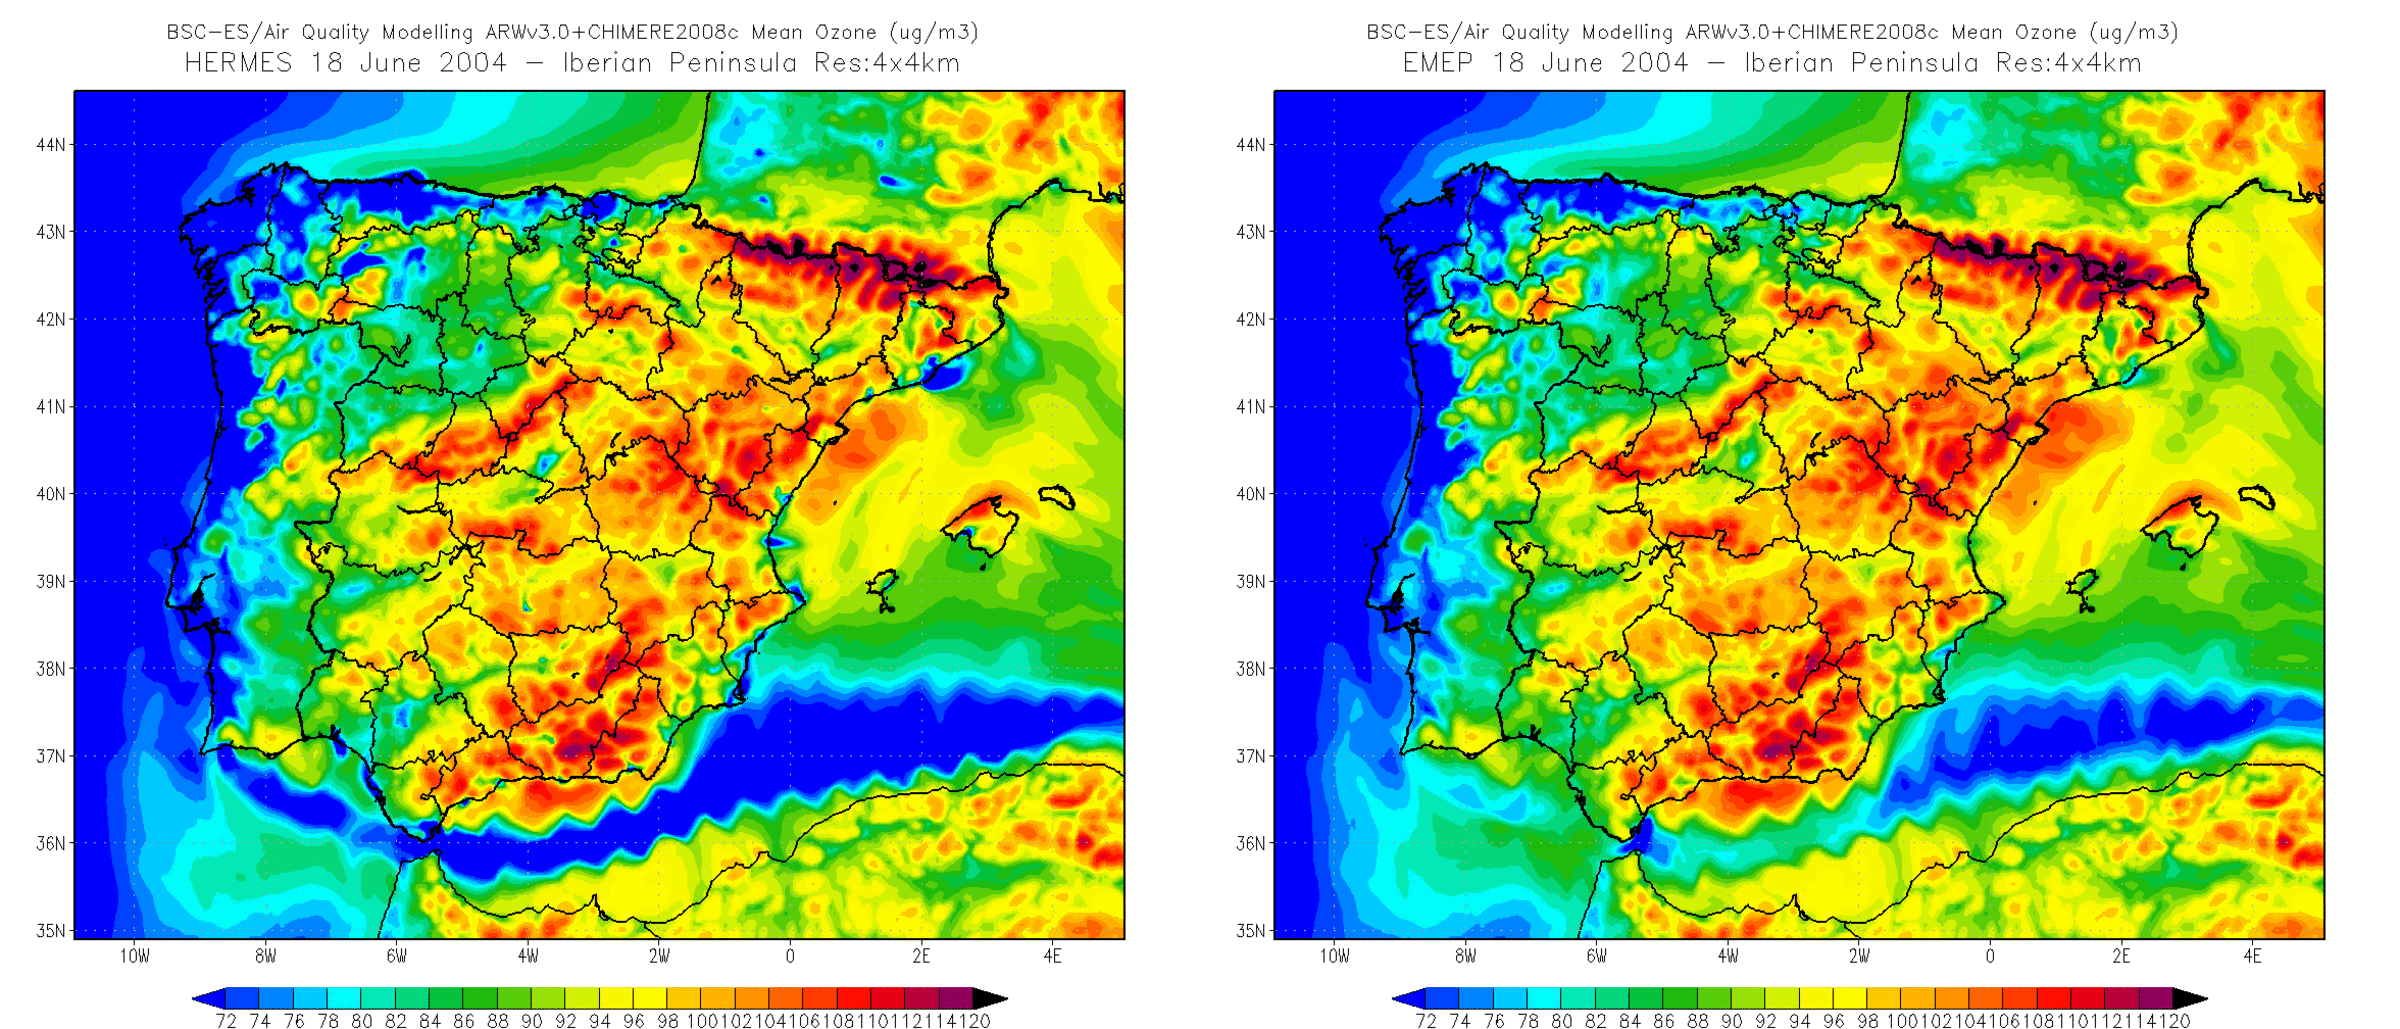 BSC-ES/Air Quality Modelling ARWv3.0+CHIMERE2008c Mean Ozone (ug/m3)
HERMES 18 June 2004 - Iberian Peninsula Res:4x4km
44N
43N
42N
41N
40N
39N
38N
37N
36N
35N
10W 8W 6W 4W 2W 0 2E 4E
72 74 76 78 80 82 84 86 88 90 92 94 96 98 100 102 104 106 108 110 112 114 120
BSC-ES/Air Quality Modelling ARWv3.0+CHIMERE2008c Mean Ozone (ug/m3)
EMEP 18 June 2004 - Iberian Peninsula Res:4x4km
44N
43N
42N
41N
40N
39N
38N
37N
36N
35N
10W 8W 6W 4W 2W 0 2E 4E
72 74 76 78 80 82 84 86 88 90 92 94 96 98 100 102 104 106 108 110 112 114 120